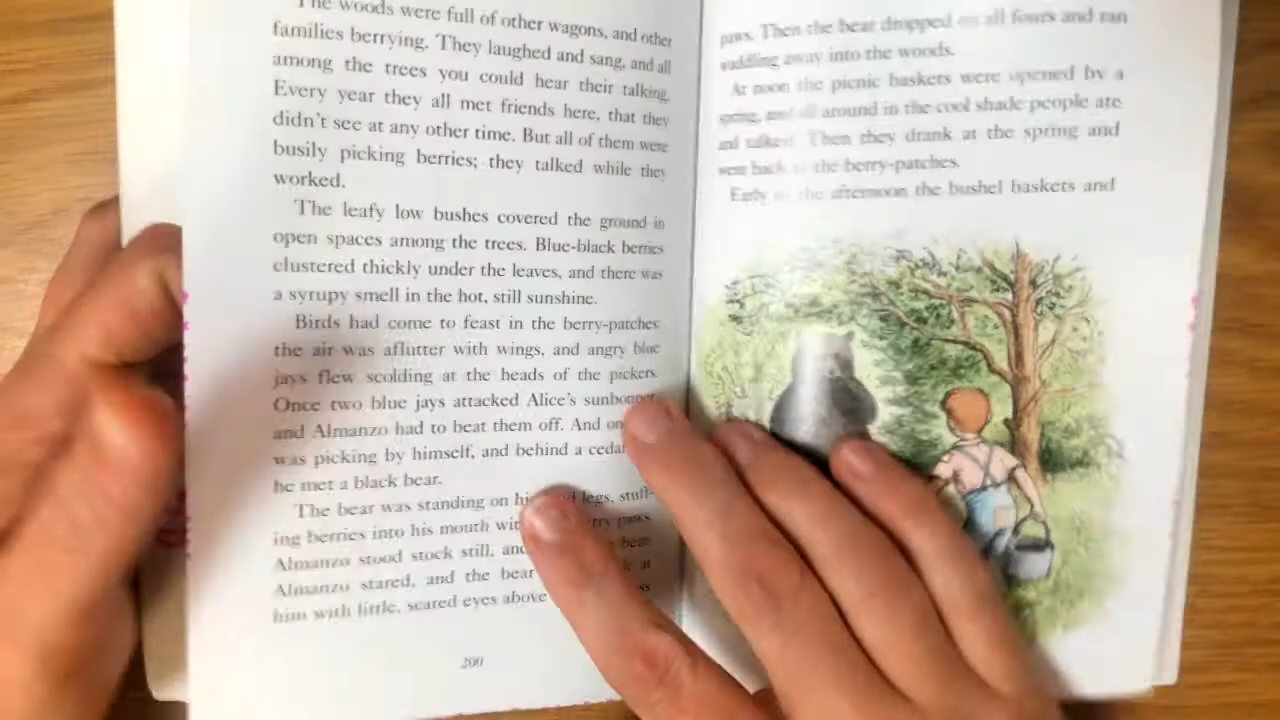 The woods were full of other wagons, and other
families berrying. They laughed and sang, and all
among the trees you could hear their talking.
Every year they all met friends here, that they
didn't see at any other time. But all of them were
busily picking berries; they talked while they
worked.
The leafy low bushes covered the ground in
open spaces among the trees. Blue-black berries
clustered thickly under the leaves, and there was
a syrupy smell in the hot, still sunshine.
Birds had come to feast in the berry-patches;
the air was aflutter with wings, and angry blue
jays flew scolding at the heads of the pickers.
Once two blue jays attacked Alice's sunbonnet,
and Almanzo had to beat them off. And
was picking by himself, and behind a cedar
he met a black bear.
The bear was standing on legs, stuff-
ing berries into his mouth paws.
Almanzo stood stock still, and bear.
Almanzo stared, and the bear at
him with little, scared eyes above
200
paws. Then the bear dropped on all fours and ran
waddling away into the woods.
At noon the picnic baskets were opened by a
spring, and all around in the cool shade people ate
and talked. Then they drank at the spring and
went back to the berry-patches.
Early in the afternoon the bushel baskets and